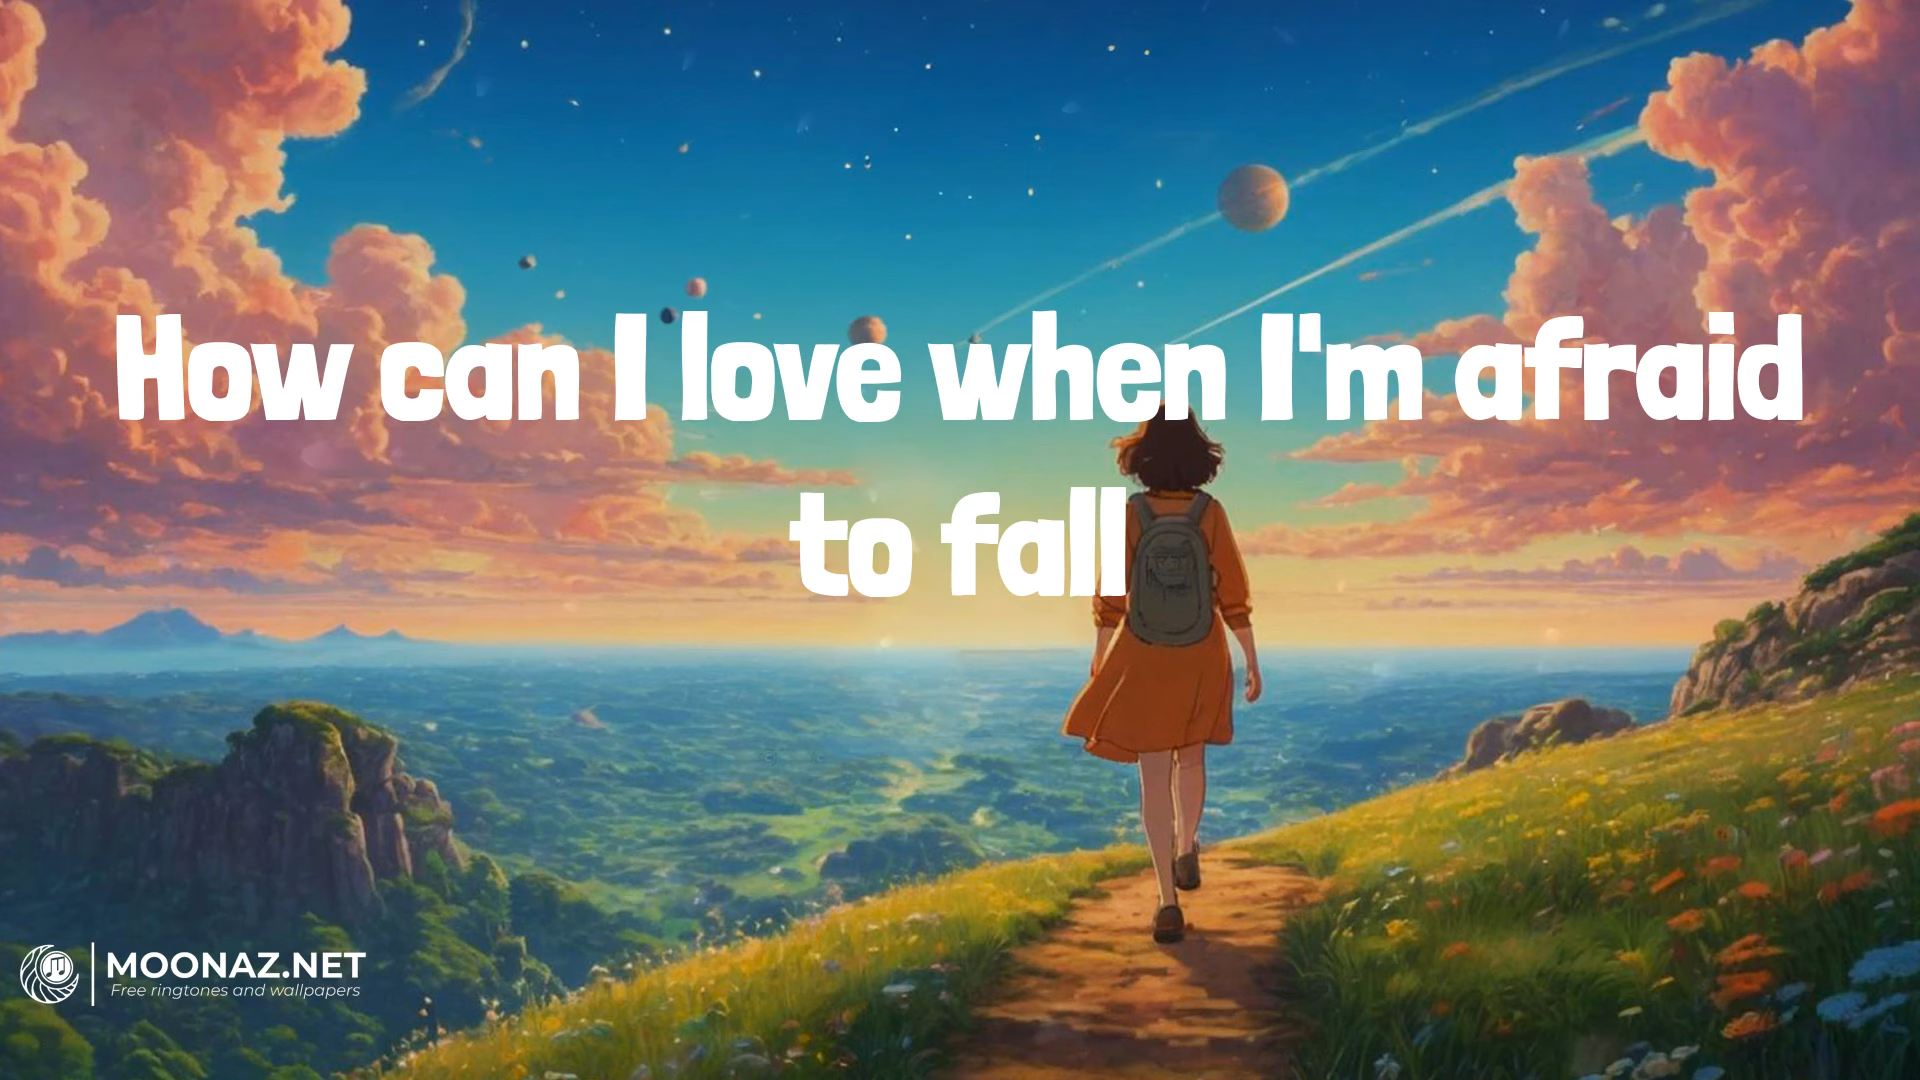 How can I love when I'm afraid
to fall
MOONAZ.NET
Free ringtones and wallpapers